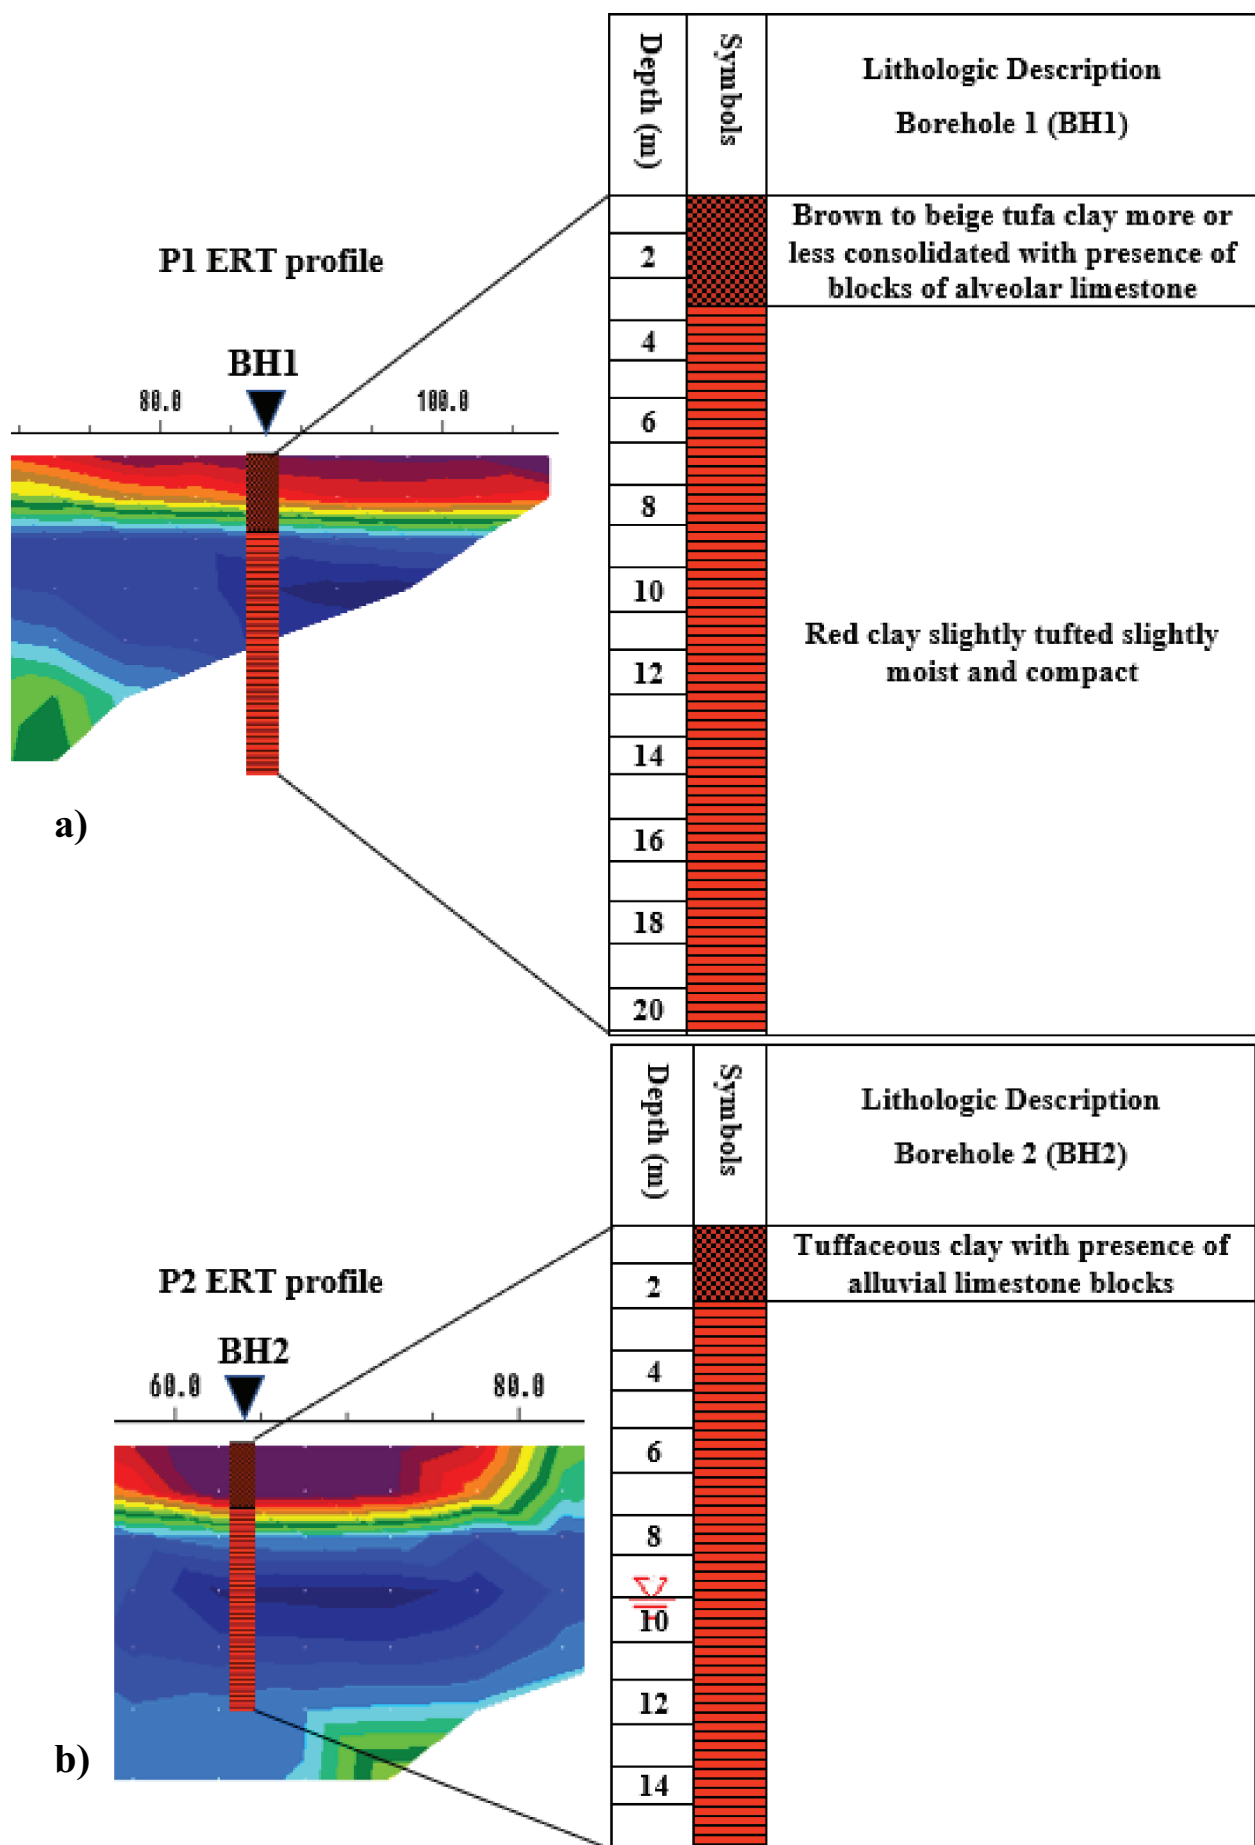 Depth (m)
Symbols
Lithologic Description
Borehole 1 (BH1)
Brown to beige tufa clay more or
less consolidated with presence of
blocks of alveolar limestone
P1 ERT profile
BH1
80.0
100.0
2
4
6
8
10
12
14
16
18
20
Red clay slightly tufted slightly
moist and compact
a)
Depth (m)
Symbols
Lithologic Description
Borehole 2 (BH2)
Tuffaceous clay with presence of
alluvial limestone blocks
P2 ERT profile
BH2
60.0
80.0
2
4
6
8
10
12
14
b)